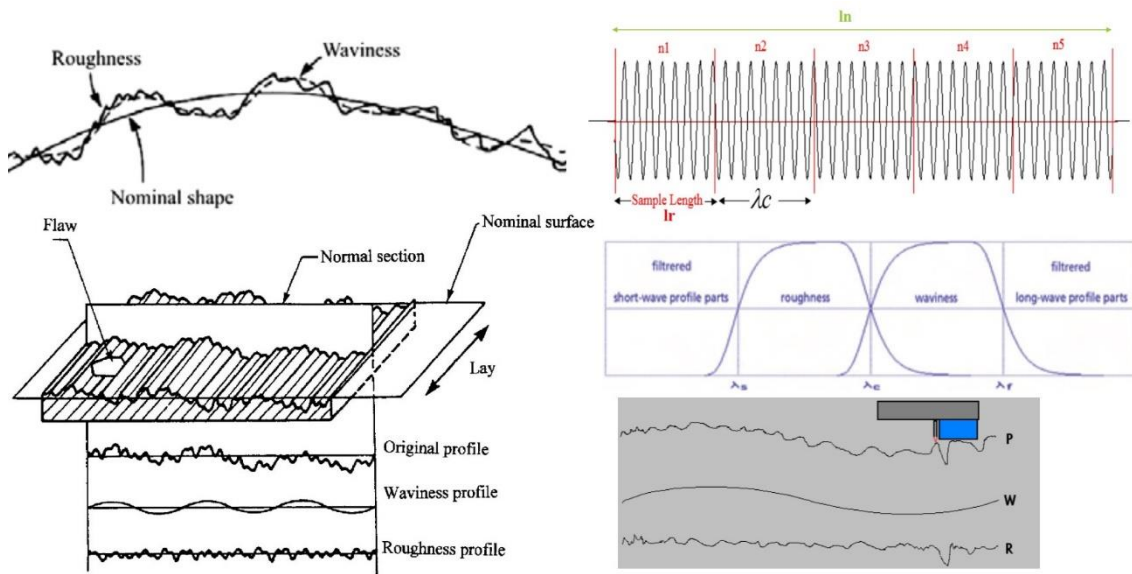 Roughness
Waviness
Nominal shape
Flaw
Nominal surface
Normal section
Lay
Original profile
Waviness profile
Roughness profile
ln
n1 n2 n3 n4 n5
Sample Length
lr
λc
filtrered
short-wave profile parts
roughness
waviness
filtrered
long-wave profile parts
λs λc λf
P
W
R